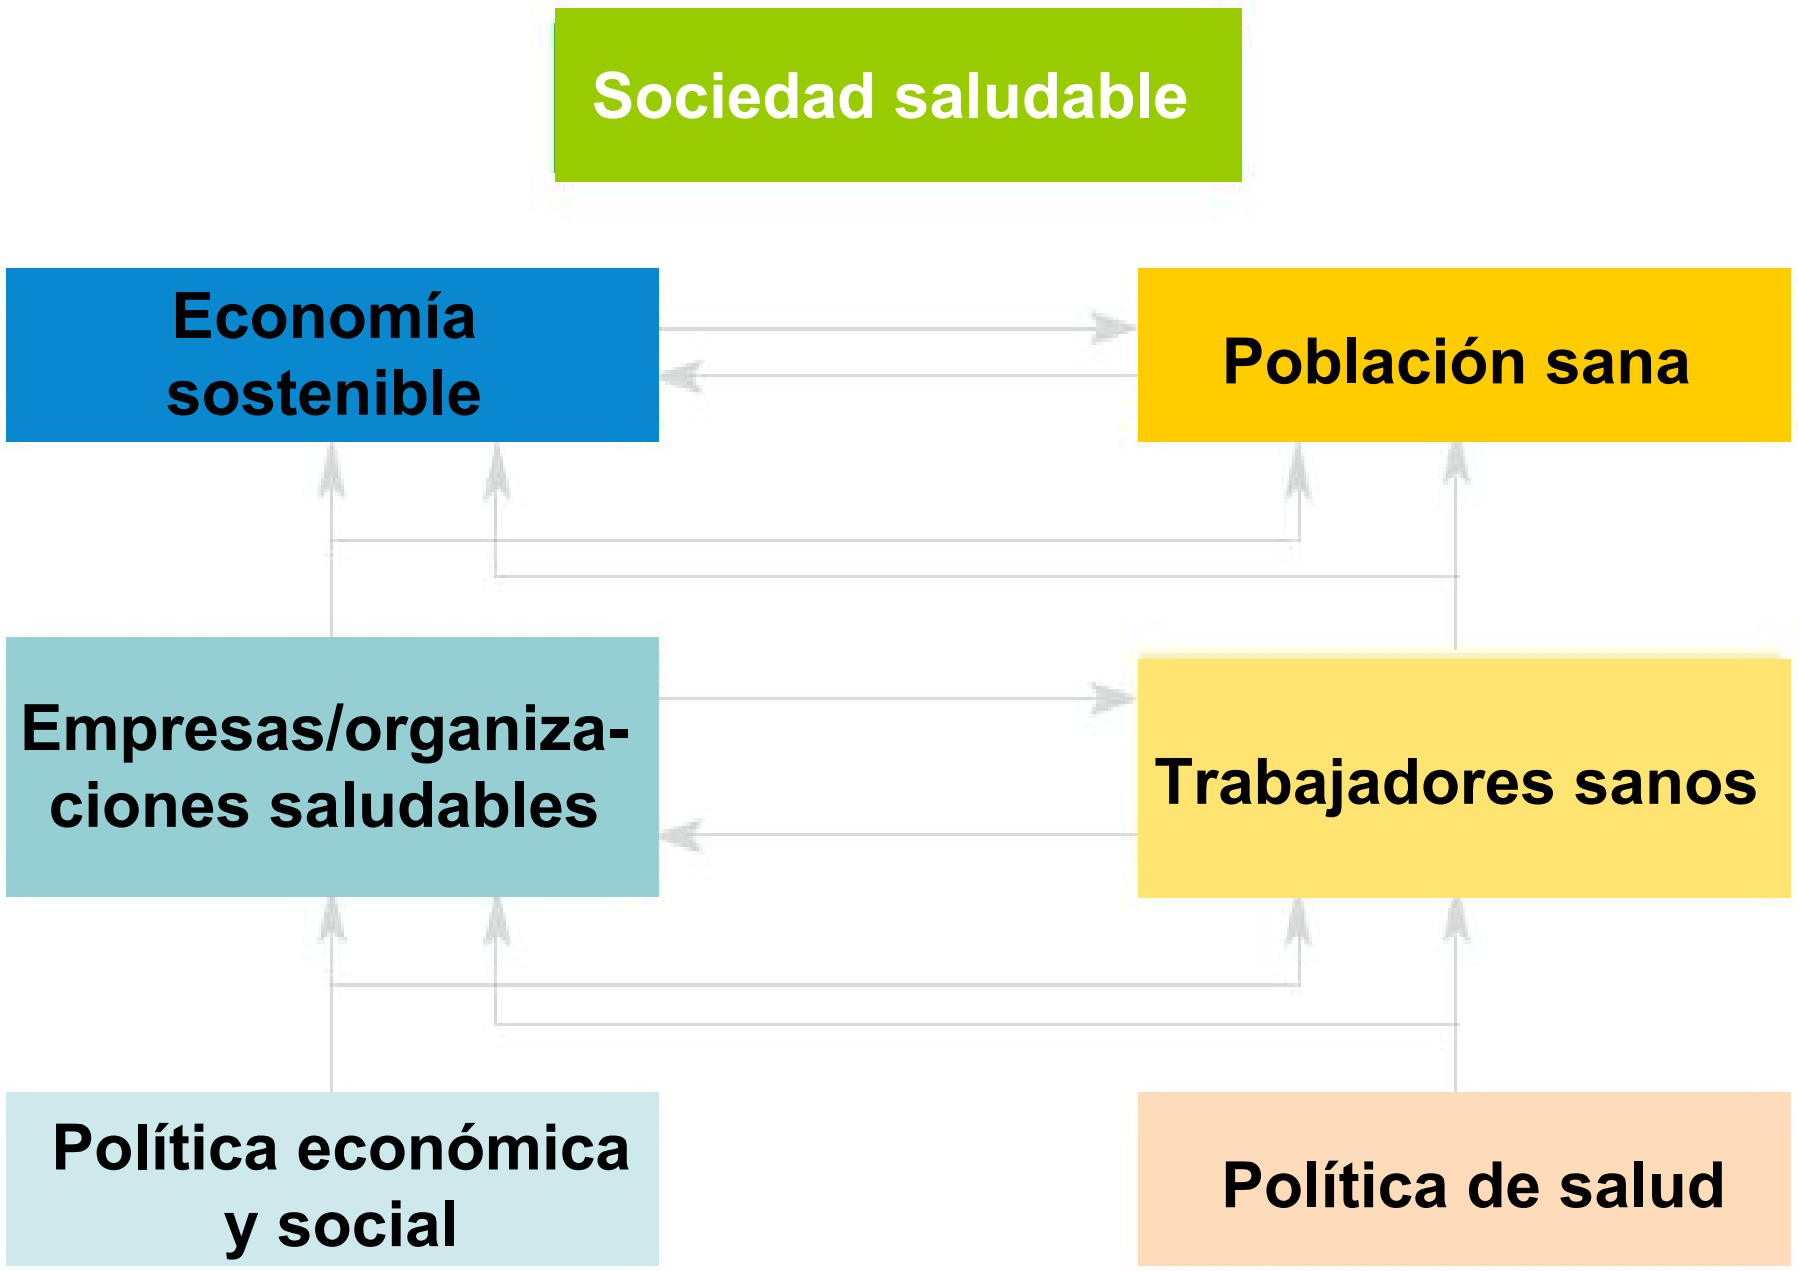 Sociedad saludable
Economía
sostenible
Población sana
Empresas/organiza-
ciones saludables
Trabajadores sanos
Política económica
y social
Política de salud